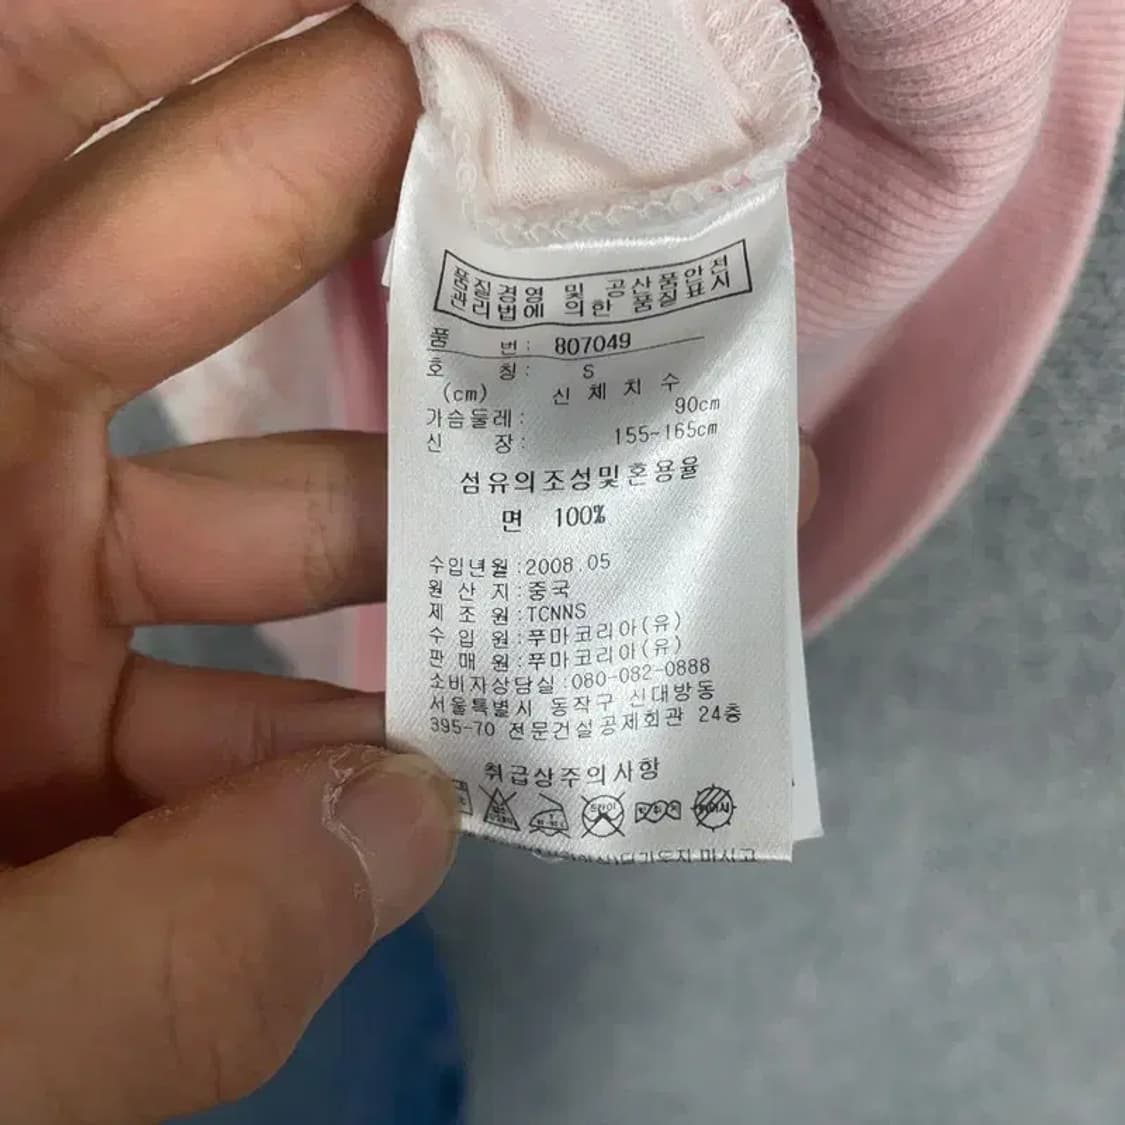 품질경영 및 공산품안전
관리법에 의한 품질표시
품 번: 807049
호 칭: S
(cm) 신체치수
가슴둘레: 90cm
신 장: 155~165cm
섬유의조성및혼용율
면 100%
수입년월:2008.05
원 산 지:중국
제 조 원:TCNNS
수 입 원:푸마코리아(유)
판 매 원:푸마코리아(유)
소비자상담실:080-082-0888
서울특별시 동작구 신대방동
395-70 전문건설공제회관 24층
취급상주의사항
드라이